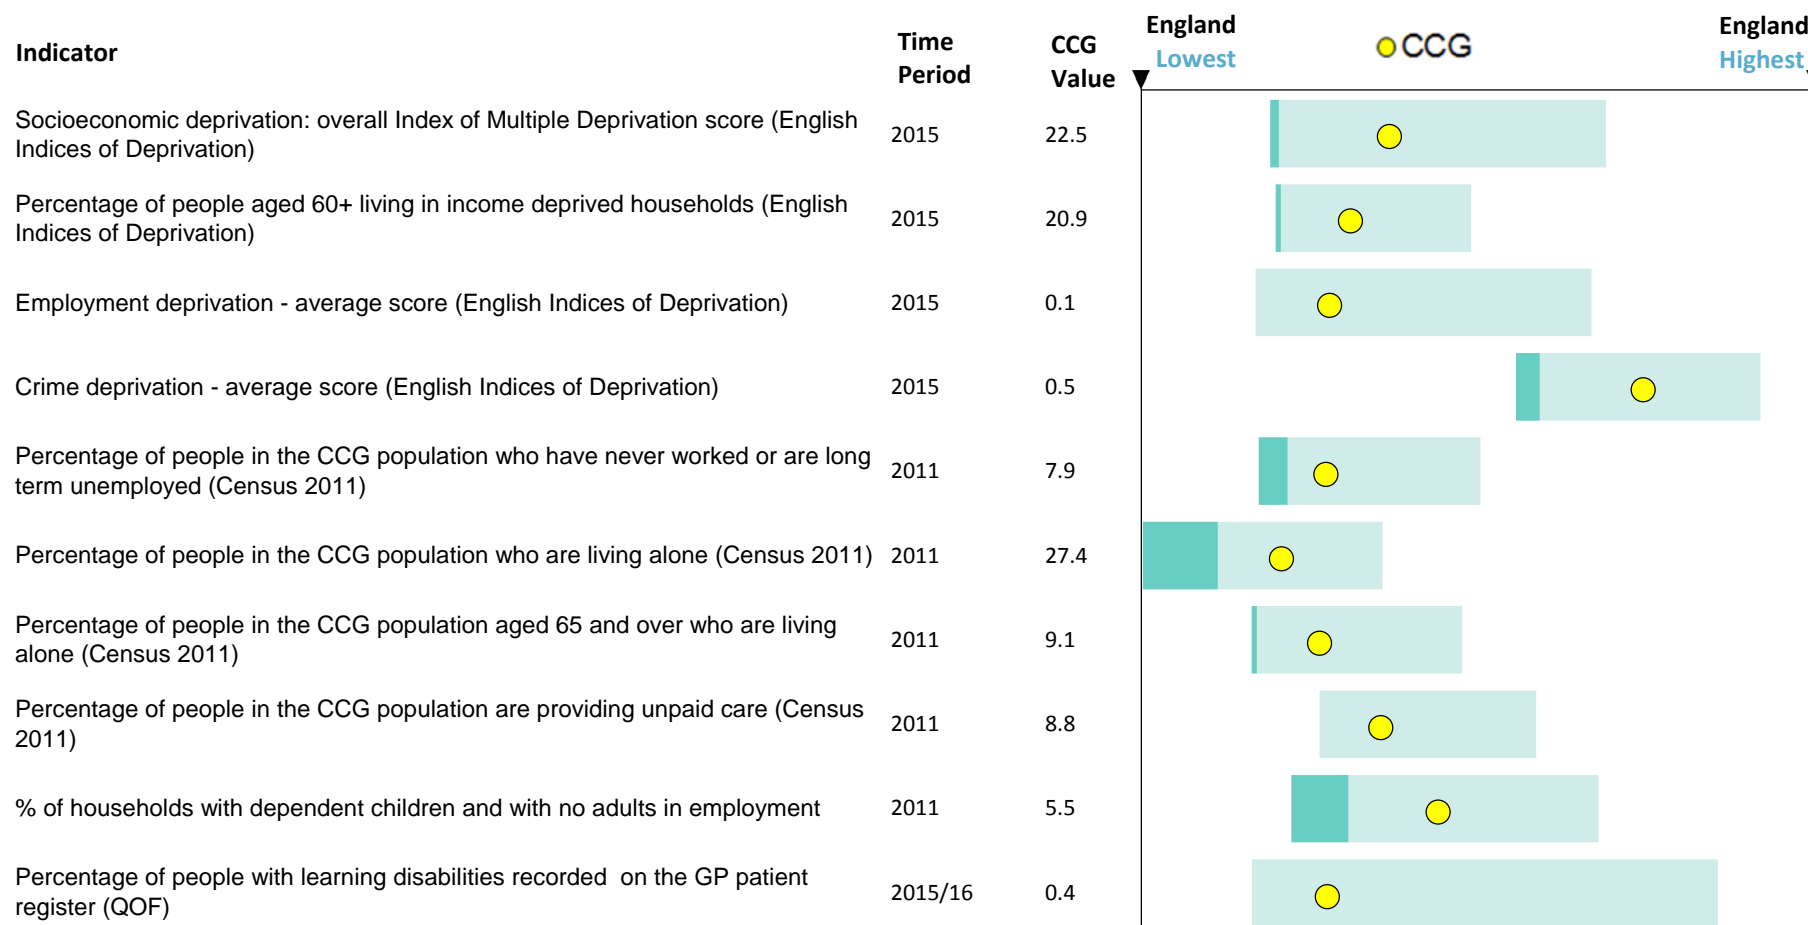 Indicator
Time
Period
CCG
Value
England
Lowest
CCG
England
Highest
Socioeconomic deprivation: overall Index of Multiple Deprivation score (English
Indices of Deprivation)
2015
22.5
Percentage of people aged 60+ living in income deprived households (English
Indices of Deprivation)
2015
20.9
Employment deprivation - average score (English Indices of Deprivation)
2015
0.1
Crime deprivation - average score (English Indices of Deprivation)
2015
0.5
Percentage of people in the CCG population who have never worked or are long
term unemployed (Census 2011)
2011
7.9
Percentage of people in the CCG population who are living alone (Census 2011)
2011
27.4
Percentage of people in the CCG population aged 65 and over who are living
alone (Census 2011)
2011
9.1
Percentage of people in the CCG population are providing unpaid care (Census
2011)
2011
8.8
% of households with dependent children and with no adults in employment
2011
5.5
Percentage of people with learning disabilities recorded  on the GP patient
register (QOF)
2015/16
0.4